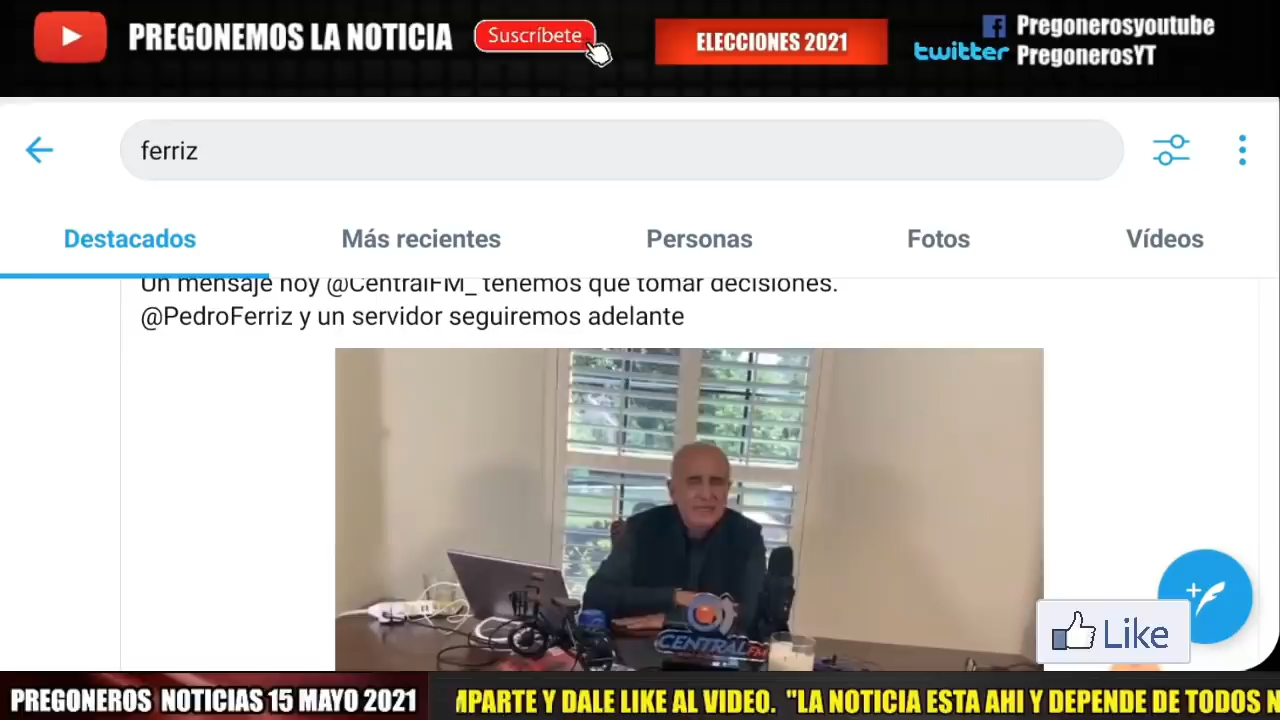 PREGONEMOS LA NOTICIA
Suscríbete
ELECCIONES 2021
Pregonerosyoutube
twitter PregonerosYT
ferriz
Destacados
Más recientes
Personas
Fotos
Vídeos
Un mensaje hoy @CentralFM_ tenemos que tomar decisiones.
@PedroFerriz y un servidor seguiremos adelante
CENTRAL FM
Like
PREGONEROS NOTICIAS 15 MAYO 2021
MPARTE Y DALE LIKE AL VIDEO. "LA NOTICIA ESTA AHI Y DEPENDE DE TODOS N